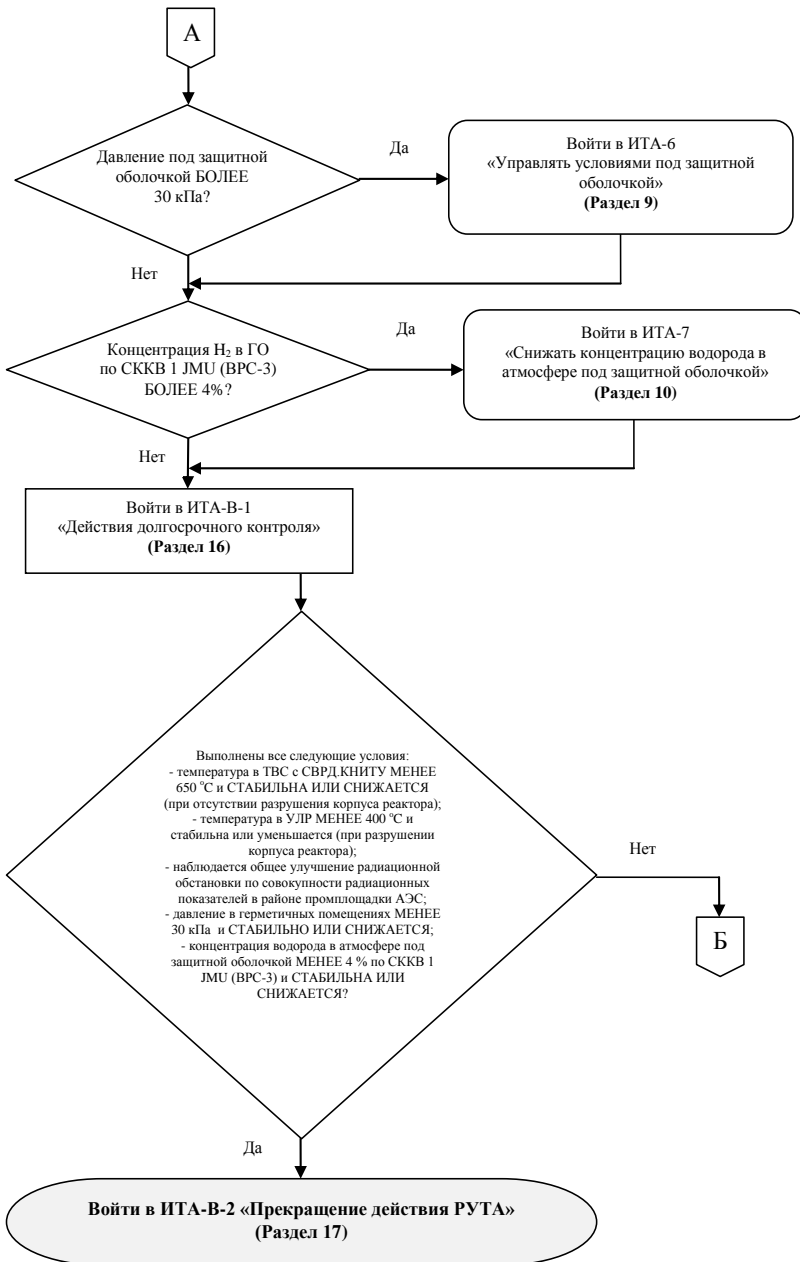 А
Давление под защитной
оболочкой БОЛЕЕ
30 кПа?
Да
Войти в ИТА-6
«Управлять условиями под защитной
оболочкой»
(Раздел 9)
Нет
Концентрация H₂ в ГО
по СККВ 1 JMU (ВРС-3)
БОЛЕЕ 4%?
Да
Войти в ИТА-7
«Снижать концентрацию водорода в
атмосфере под защитной оболочкой»
(Раздел 10)
Нет
Войти в ИТА-В-1
«Действия долгосрочного контроля»
(Раздел 16)
Выполнены все следующие условия:
- температура в ТВС с СВРД.КНИТУ МЕНЕЕ
650 °С и СТАБИЛЬНА ИЛИ СНИЖАЕТСЯ
(при отсутствии разрушения корпуса реактора);
- температура в УЛР МЕНЕЕ 400 °С и
стабильна или уменьшается (при разрушении
корпуса реактора);
- наблюдается общее улучшение радиационной
обстановки по совокупности радиационных
показателей в районе промплощадки АЭС;
- давление в герметичных помещениях МЕНЕЕ
30 кПа и СТАБИЛЬНО ИЛИ СНИЖАЕТСЯ;
- концентрация водорода в атмосфере под
защитной оболочкой МЕНЕЕ 4 % по СККВ 1
JMU (ВРС-3) и СТАБИЛЬНА ИЛИ
СНИЖАЕТСЯ?
Нет
Б
Да
Войти в ИТА-В-2 «Прекращение действия РУТА»
(Раздел 17)